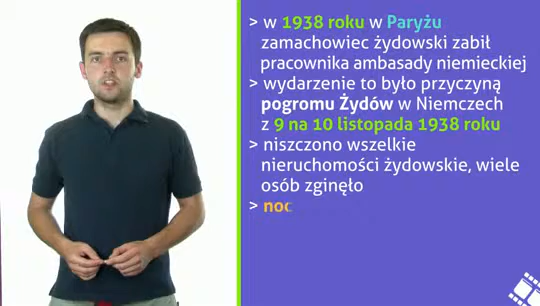 > w 1938 roku w Paryżu
zamachowiec żydowski zabił
pracownika ambasady niemieckiej
> wydarzenie to było przyczyną
pogromu Żydów w Niemczech
z 9 na 10 listopada 1938 roku
> niszczono wszelkie
nieruchomości żydowskie, wiele
osób zginęło
> noc